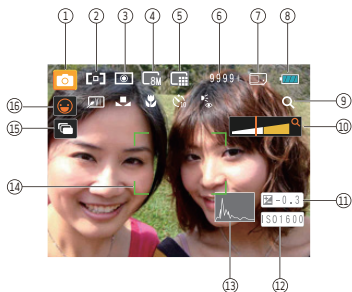 ① ② ③ ④ ⑤ ⑥ ⑦ ⑧
8M 9999+
10
⑯ ⑨
⑮ ⑩
⑭ -0.3 ⑪
ISO1600
⑬ ⑫